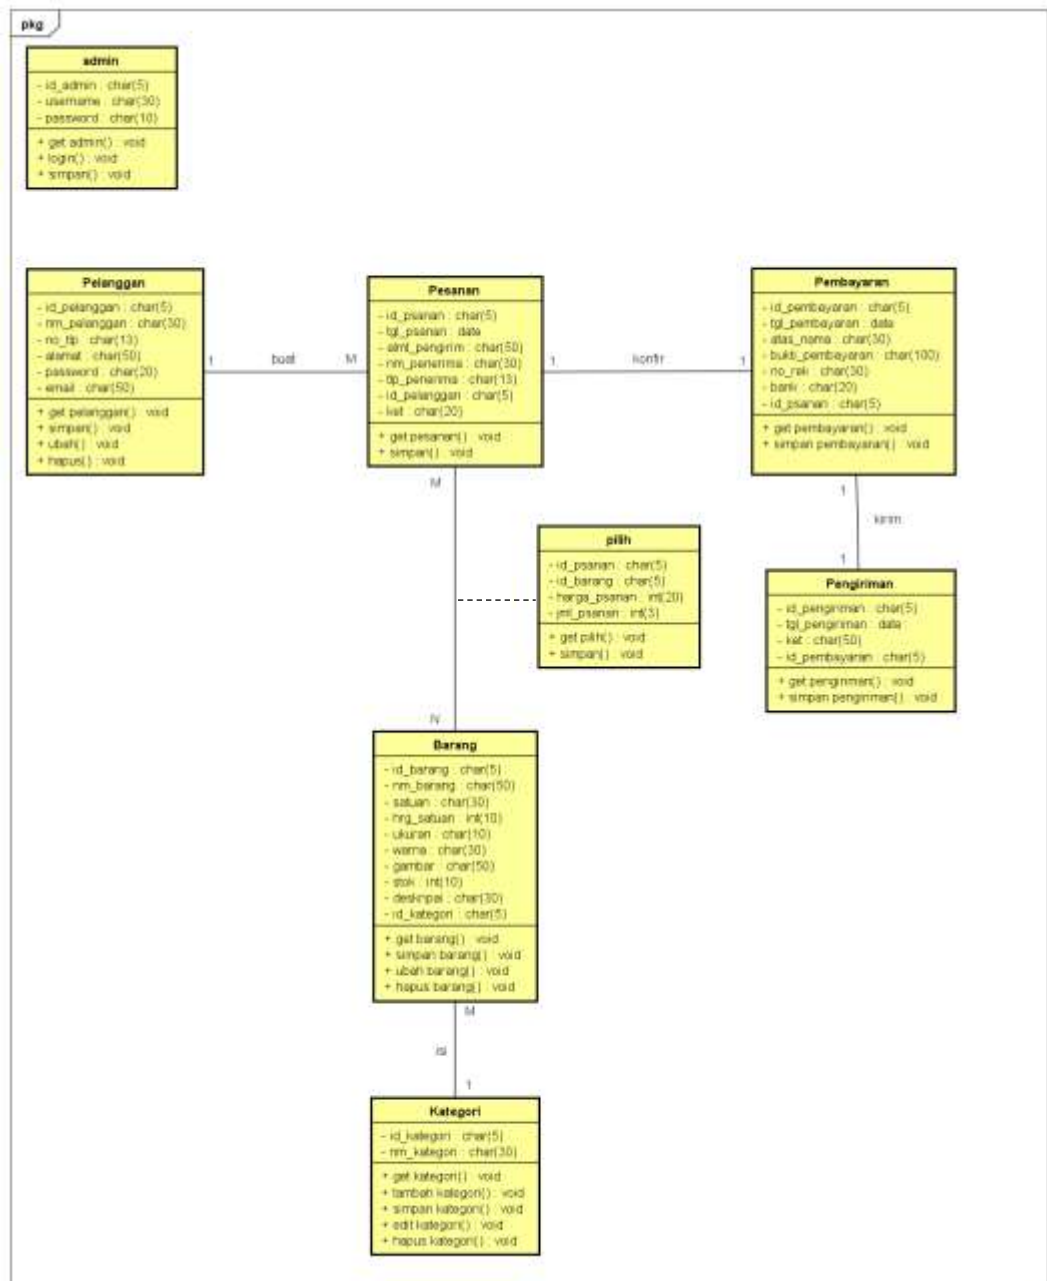 pkg
admin
- id_admin : char(5)
- username : char(30)
- password : char(10)
+ get admin() : void
+ login() : void
+ simpan() : void
Pelanggan
- id_pelanggan : char(5)
- nm_pelanggan : char(30)
- no_tlp : char(13)
- alamat : char(50)
- password : char(20)
- email : char(50)
+ get pelanggan() : void
+ simpan() : void
+ ubah() : void
+ hapus() : void
1
buat
M
Pesanan
- id_psanan : char(5)
- tgl_psanan : date
- almt_pengirim : char(50)
- nm_penerima : char(30)
- tlp_penerima : char(13)
- id_pelanggan : char(5)
- ket : char(20)
+ get pesanan() : void
+ simpan() : void
1
konfir
1
Pembayaran
- id_pembayaran : char(5)
- tgl_pembayaran : date
- atas_nama : char(30)
- bukti_pembayaran : char(100)
- no_rek : char(30)
- bank : char(20)
- id_psanan : char(5)
+ get pembayaran() : void
+ simpan pembayaran() : void
M
1
kirim
1
pilih
- id_psanan : char(5)
- id_barang : char(5)
- harga_psanan : int(20)
- jml_psanan : int(3)
+ get pilih() : void
+ simpan() : void
Pengiriman
- id_pengiriman : char(5)
- tgl_pengiriman : date
- ket : char(50)
- id_pembayaran : char(5)
+ get pengiriman() : void
+ simpan pengiriman() : void
N
Barang
- id_barang : char(5)
- nm_barang : char(50)
- satuan : char(30)
- hrg_satuan : int(10)
- ukuran : char(10)
- warna : char(30)
- gambar : char(50)
- stok : int(10)
- : char(30)
- id_kategori : char(5)
+ get barang() : void
+ simpan barang() : void
+ ubah barang() : void
+ hapus barang() : void
M
isi
1
Kategori
- id_kategori : char(5)
- nm_kategori : char(30)
+ get kategori() : void
+ tambah kategori() : void
+ simpan kategori() : void
+ edit kategori() : void
+ hapus kategori() : void